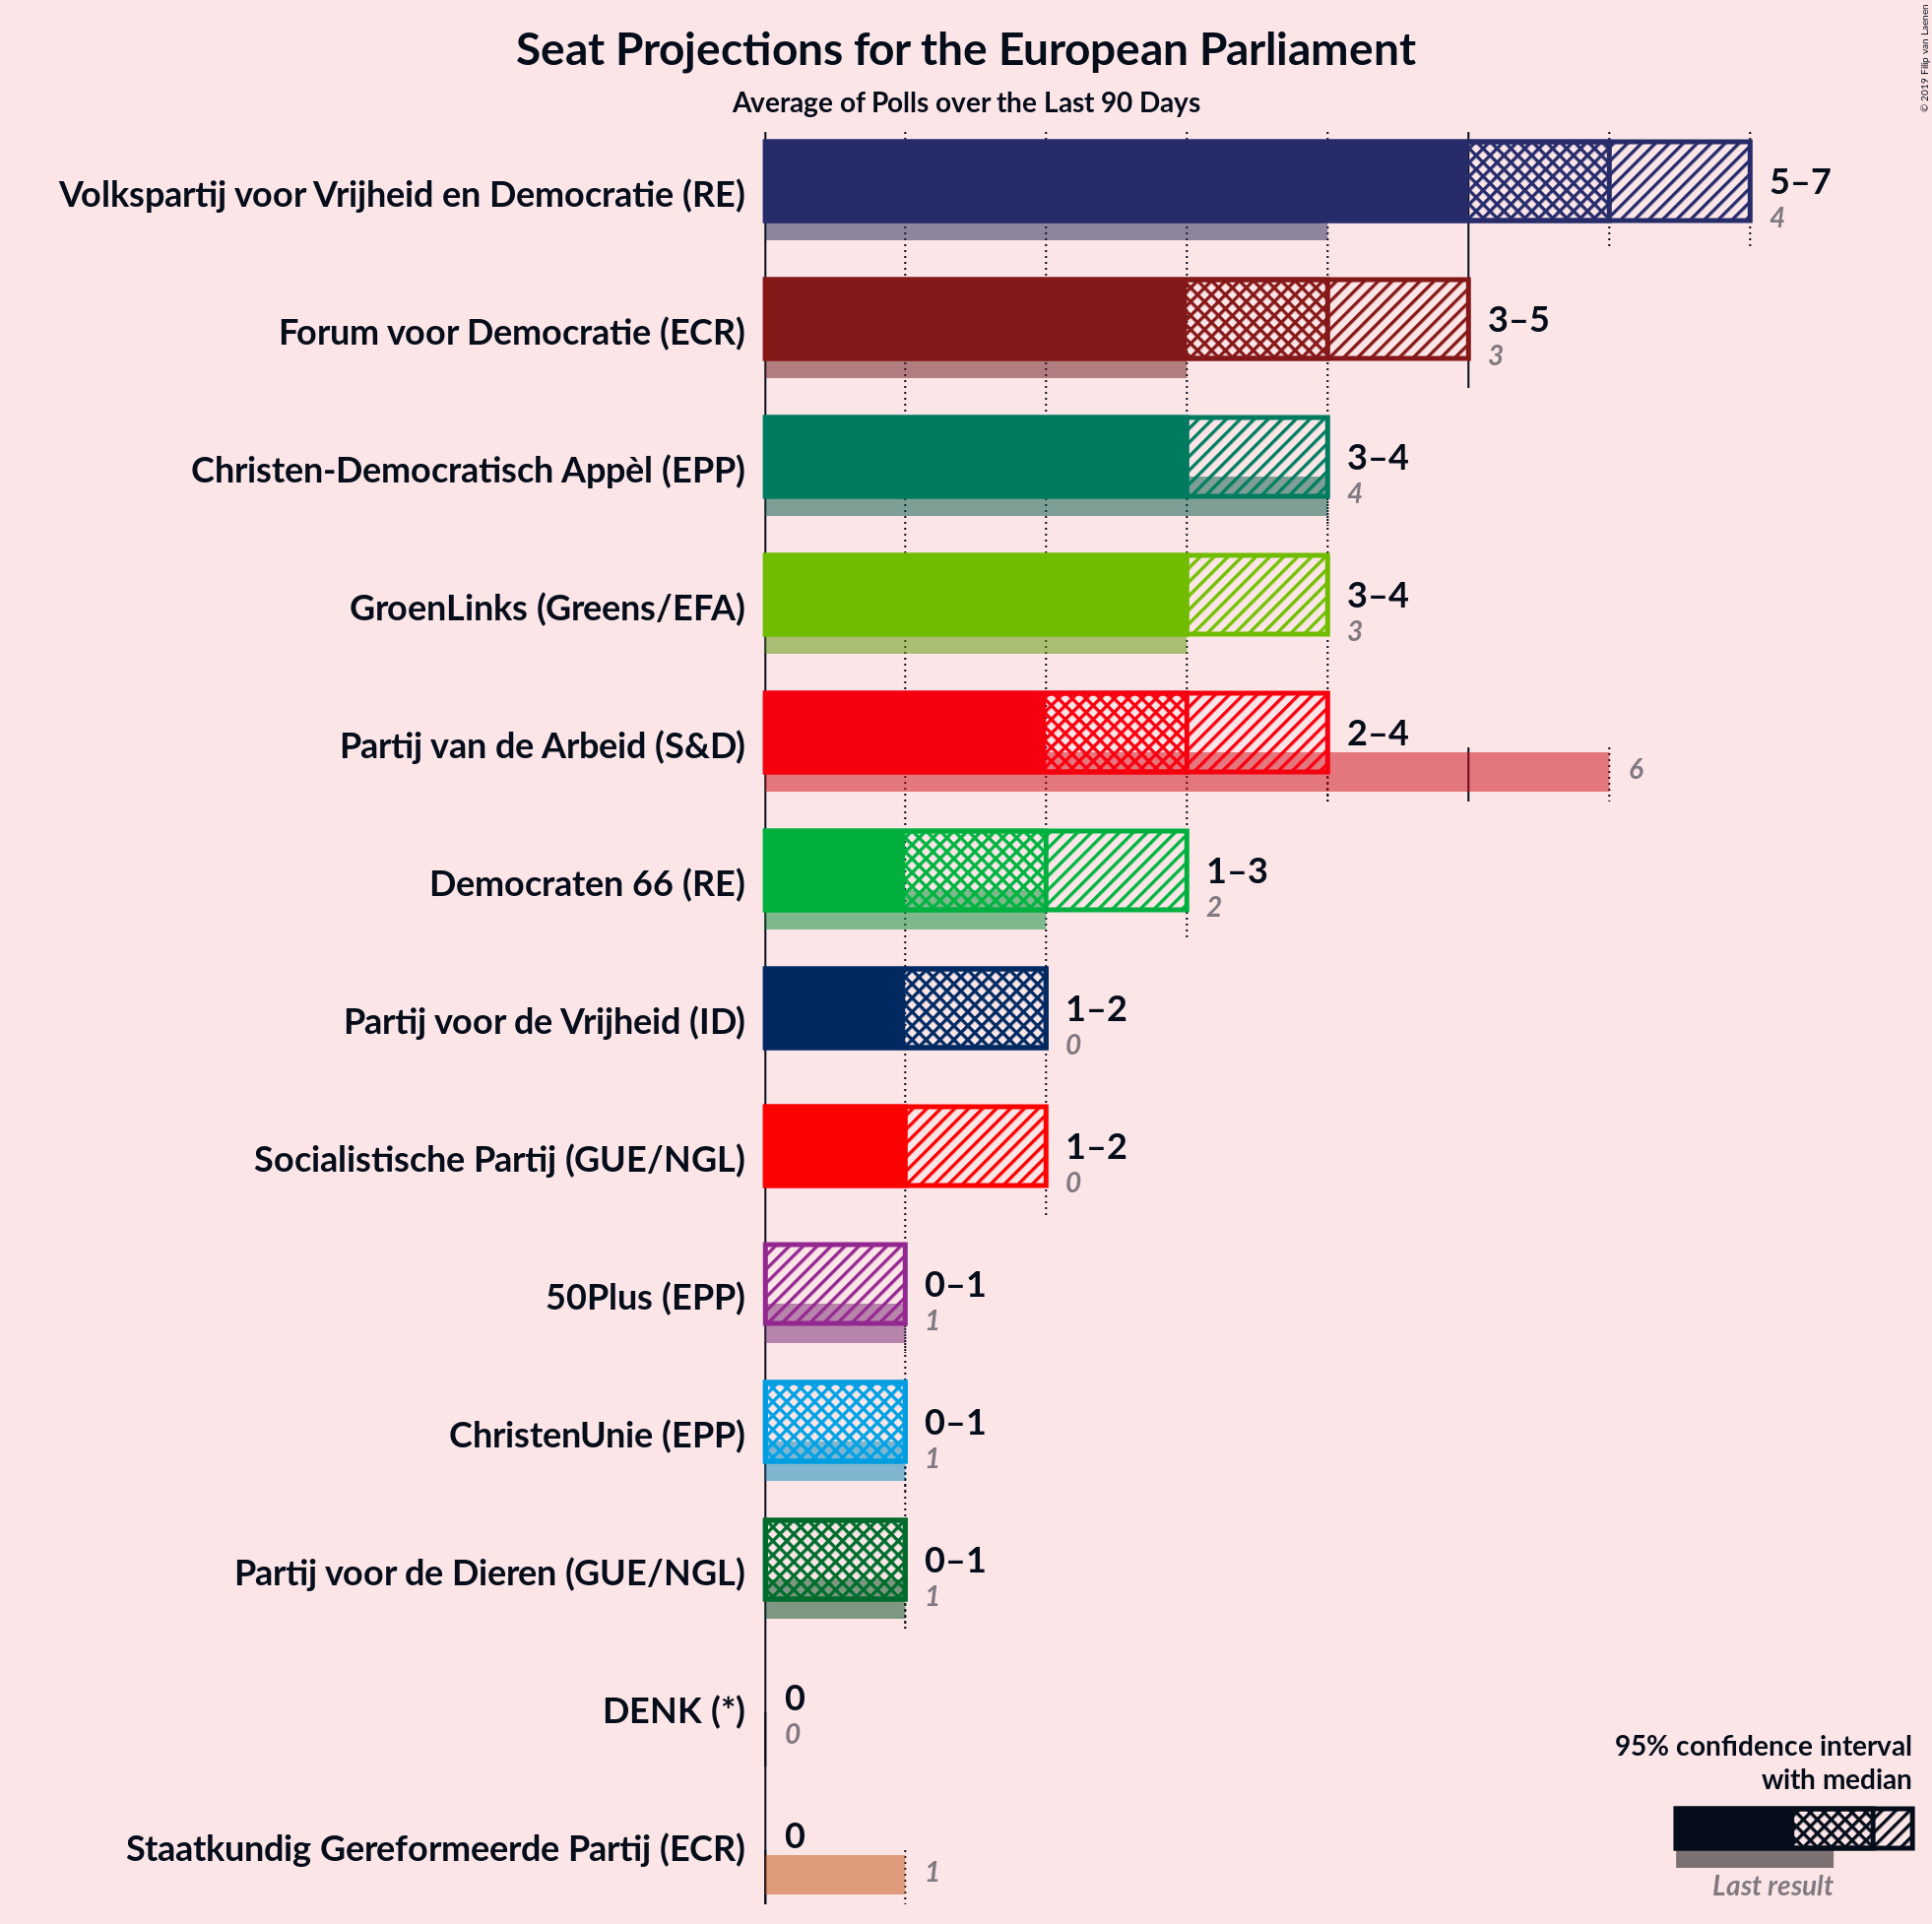 Seat Projections for the European Parliament
Average of Polls over the Last 90 Days
© 2019 Filip van Laenen
Volkspartij voor Vrijheid en Democratie (RE)
5–7
4
Forum voor Democratie (ECR)
3–5
3
Christen-Democratisch Appèl (EPP)
3–4
4
GroenLinks (Greens/EFA)
3–4
3
Partij van de Arbeid (S&D)
2–4
6
Democraten 66 (RE)
1–3
2
Partij voor de Vrijheid (ID)
1–2
0
Socialistische Partij (GUE/NGL)
1–2
0
50Plus (EPP)
0–1
1
ChristenUnie (EPP)
0–1
1
Partij voor de Dieren (GUE/NGL)
0–1
1
DENK (*)
0
0
Staatkundig Gereformeerde Partij (ECR)
0
1
95% confidence interval
with median
Last result